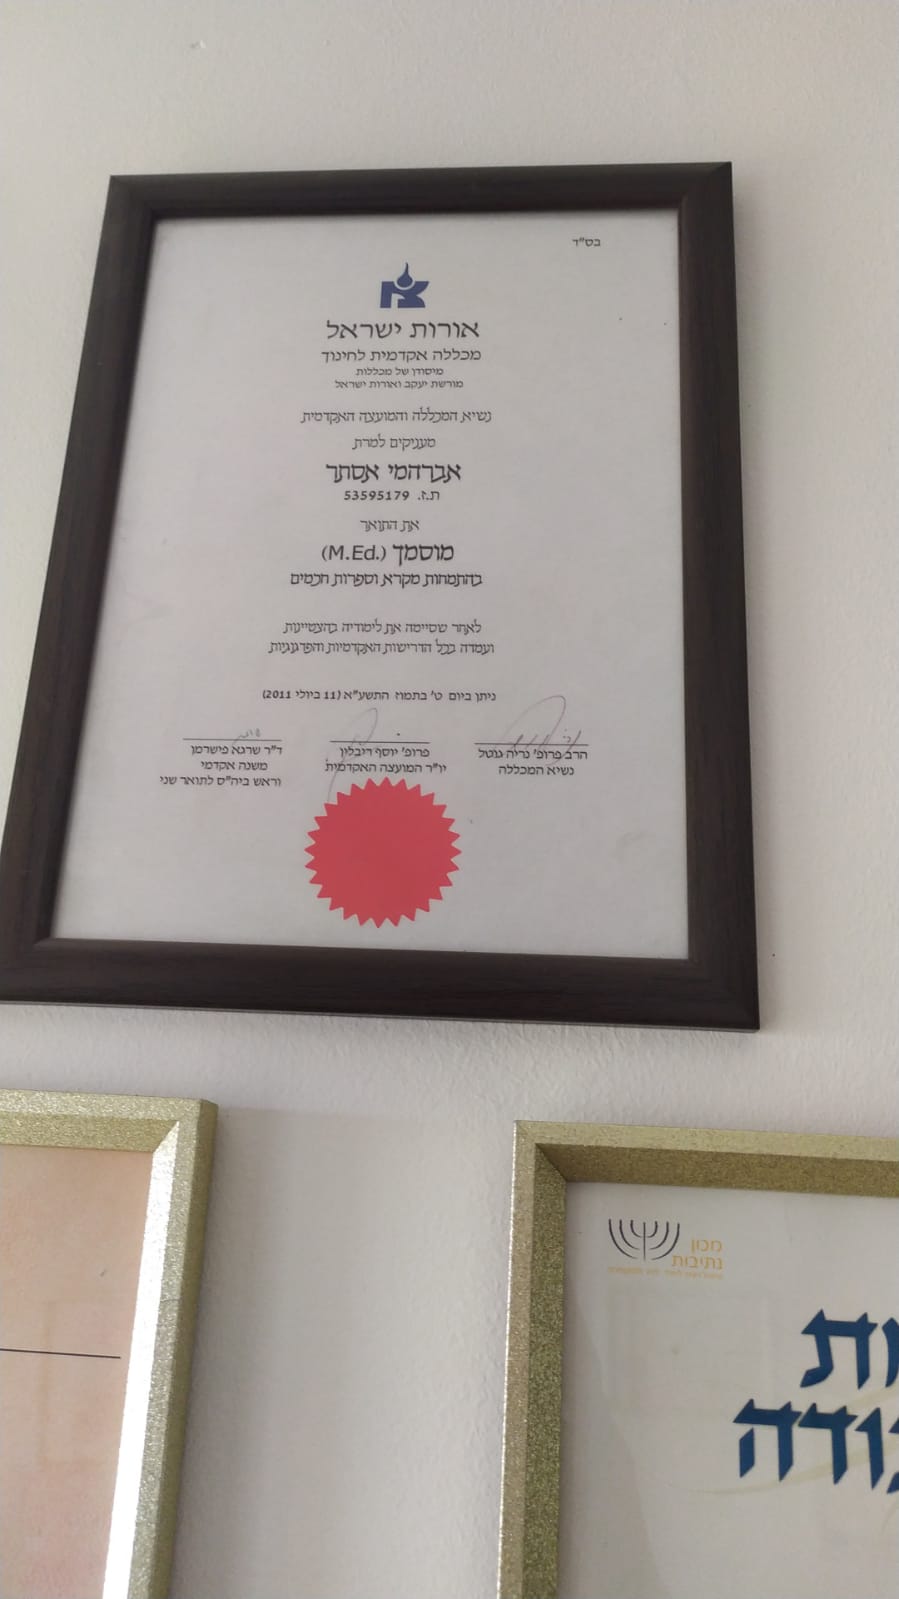 בס"ד
אורות ישראל
מכללה אקדמית לחינוך
מיסודן של מכללות
מורשת יעקב ואורות ישראל
נשיא המכללה והמועצה האקדמית
מעניקים למרת
אברהמי אסתר
ת.ז. 53595179
את התואר
מוסמך (M.Ed.)
בהתמחות מקרא וספרות חכמים
לאחר שסיימה את לימודיה בהצטיינות
ועמדה בכל הדרישות האקדמיות והפדגוגיות
ניתן ביום ט' בתמוז התשע"א (11 ביולי 2011)
הרב פרופ' נריה גוטל
נשיא המכללה
פרופ' יוסף ריבלין
יו"ר המועצה האקדמית
ד"ר שרגא פישרמן
משנה אקדמי
וראש ביה"ס לתואר שני
מכון
נתיבות